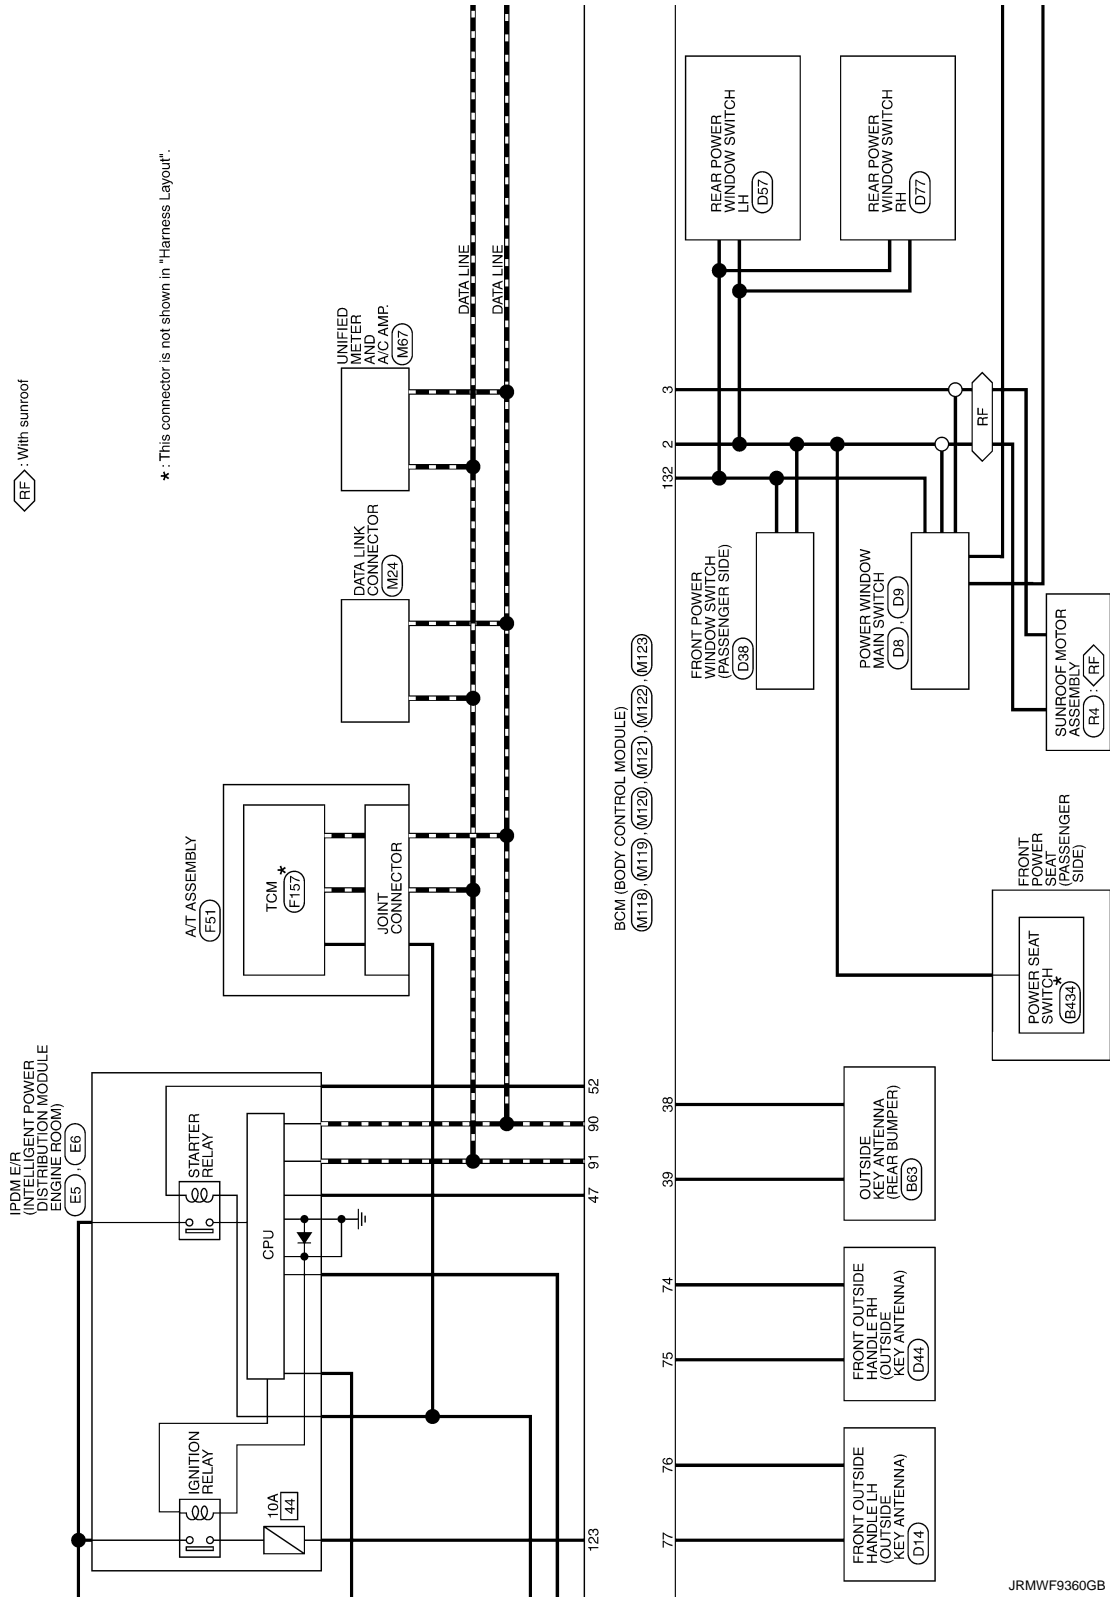 RF : With sunroof
* : This connector is not shown in "Harness Layout".
IPDM E/R
(INTELLIGENT POWER
DISTRIBUTION MODULE
ENGINE ROOM)
E5 , E6
IGNITION
RELAY
10A
44
STARTER
RELAY
CPU
A/T ASSEMBLY
F51
TCM *
F157
JOINT
CONNECTOR
DATA LINK
CONNECTOR
M24
UNIFIED
METER
AND
A/C AMP.
M67
DATA LINE
DATA LINE
123
47
91
90
52
BCM (BODY CONTROL MODULE)
M118 , M119 , M120 , M121 , M122 , M123
77
76
75
74
39
38
132
2
3
FRONT OUTSIDE
HANDLE LH
(OUTSIDE
KEY ANTENNA)
D14
FRONT OUTSIDE
HANDLE RH
(OUTSIDE
KEY ANTENNA)
D44
OUTSIDE
KEY ANTENNA
(REAR BUMPER)
B63
FRONT
POWER
SEAT
(PASSENGER
SIDE)
POWER SEAT
SWITCH *
B434
FRONT POWER
WINDOW SWITCH
(PASSENGER SIDE)
D38
POWER WINDOW
MAIN SWITCH
D8 , D9
SUNROOF MOTOR
ASSEMBLY
R4 : RF
RF
REAR POWER
WINDOW SWITCH
LH
D57
REAR POWER
WINDOW SWITCH
RH
D77
JRMWF9360GB